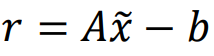 r = Ax̃ − b